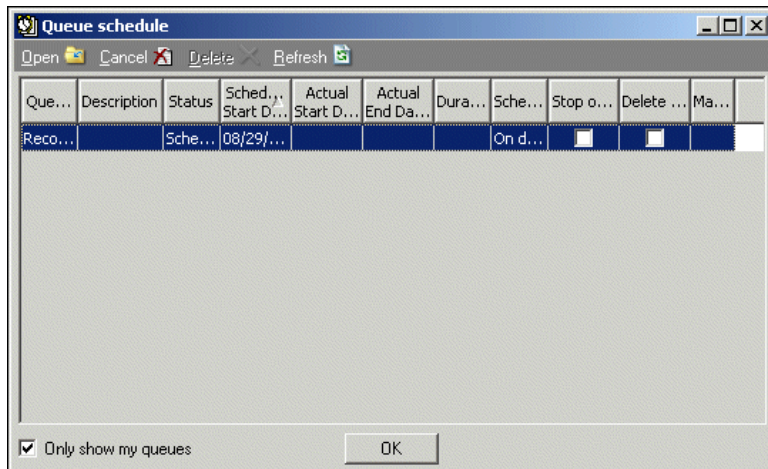 Queue schedule
Open Cancel Delete Refresh
Que... Description Status Sched... Start D... Actual Start D... Actual End Da... Dura... Sche... Stop o... Delete ... Ma...
Reco... Sche... 08/29/... On d...
Only show my queues OK